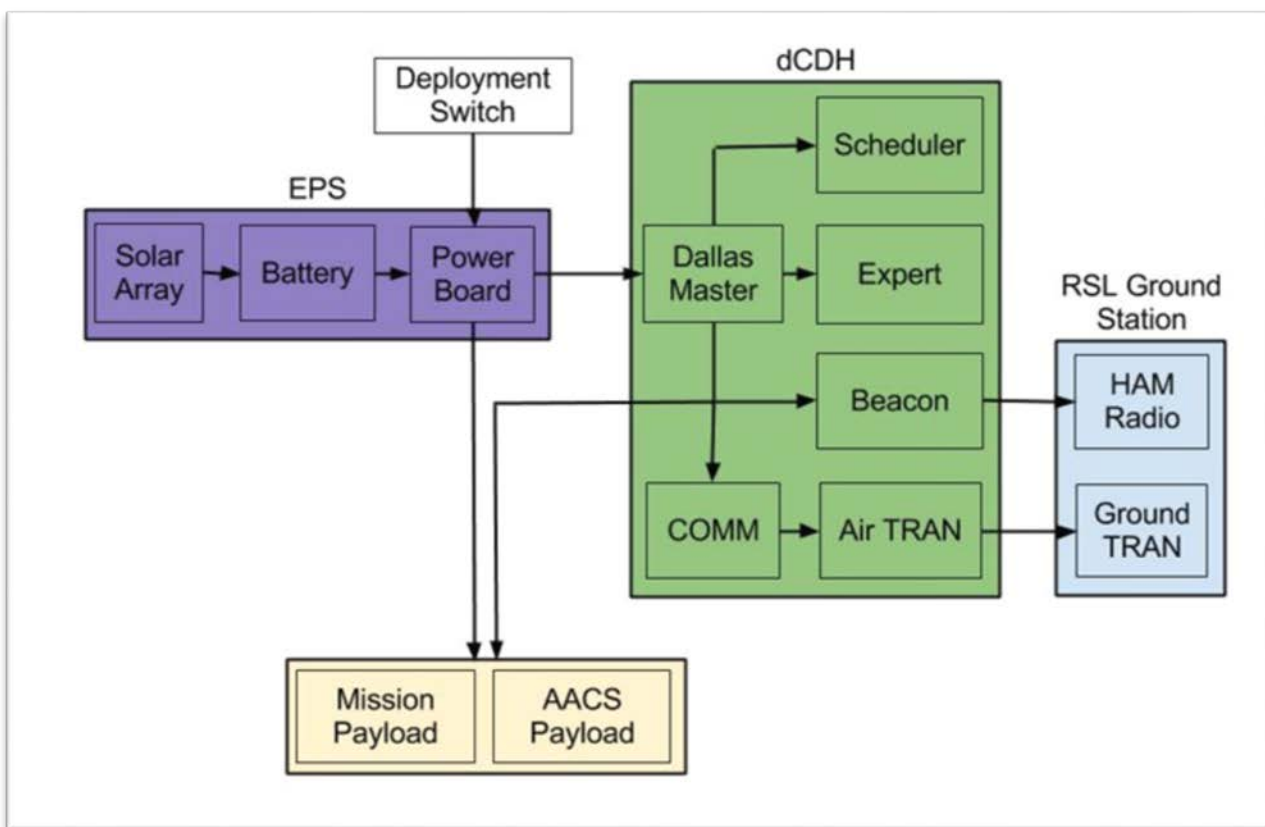 dCDH
Deployment
Switch
Scheduler
EPS
Solar
Array
Battery
Power
Board
Dallas
Master
Expert
RSL Ground
Station
Beacon
HAM
Radio
COMM
Air TRAN
Ground
TRAN
Mission
Payload
AACS
Payload